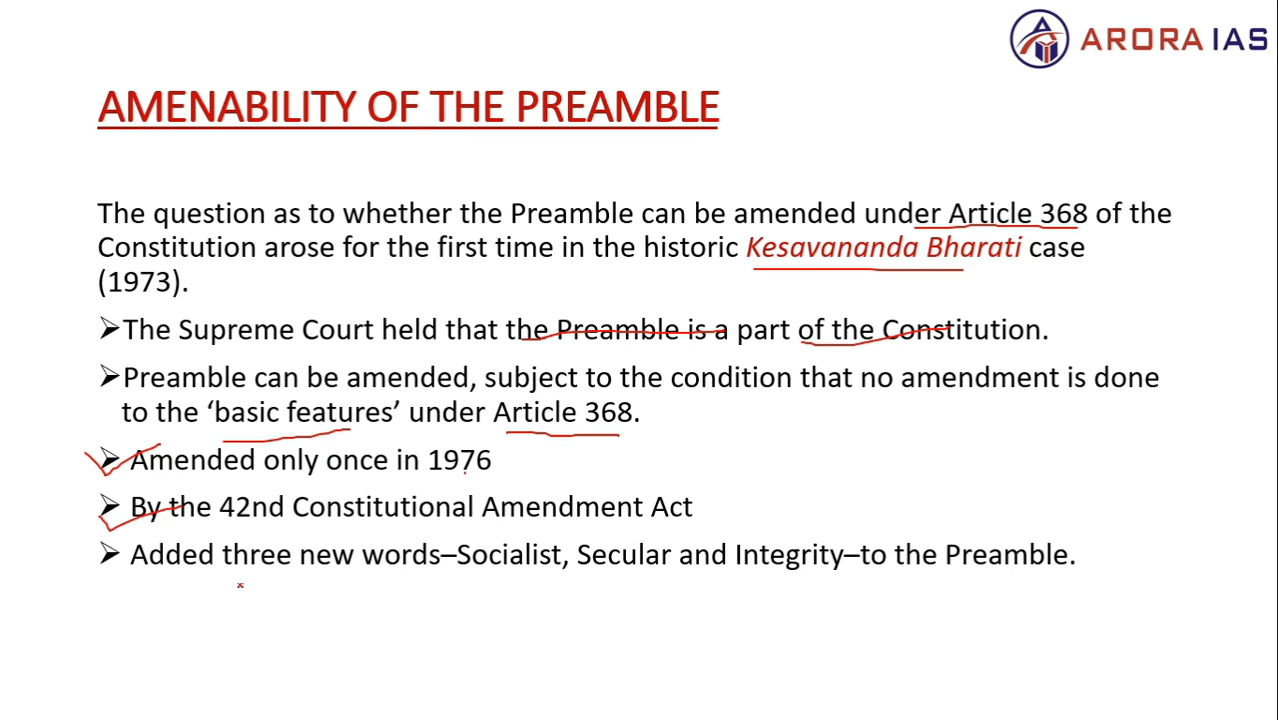 ARORA IAS
AMENABILITY OF THE PREAMBLE
The question as to whether the Preamble can be amended under Article 368 of the
Constitution arose for the first time in the historic Kesavananda Bharati case
(1973).
➢The Supreme Court held that the Preamble is a part of the Constitution.
➢Preamble can be amended, subject to the condition that no amendment is done
to the ‘basic features’ under Article 368.
➢ Amended only once in 1976
➢ By the 42nd Constitutional Amendment Act
➢ Added three new words–Socialist, Secular and Integrity–to the Preamble.